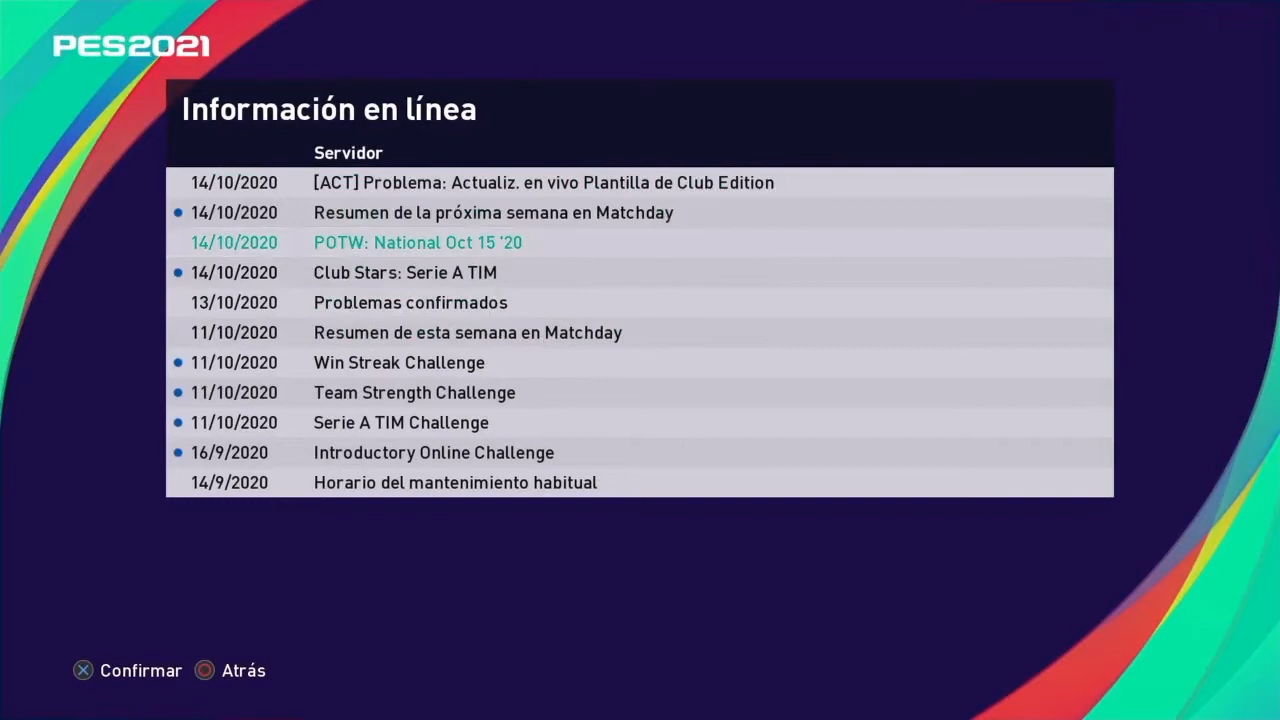 PES2021
Información en línea
Servidor
14/10/2020 [ACT] Problema: Actualiz. en vivo Plantilla de Club Edition
14/10/2020 Resumen de la próxima semana en Matchday
14/10/2020 POTW: National Oct 15 '20
14/10/2020 Club Stars: Serie A TIM
13/10/2020 Problemas confirmados
11/10/2020 Resumen de esta semana en Matchday
11/10/2020 Win Streak Challenge
11/10/2020 Team Strength Challenge
11/10/2020 Serie A TIM Challenge
16/9/2020 Introductory Online Challenge
14/9/2020 Horario del mantenimiento habitual
Confirmar Atrás